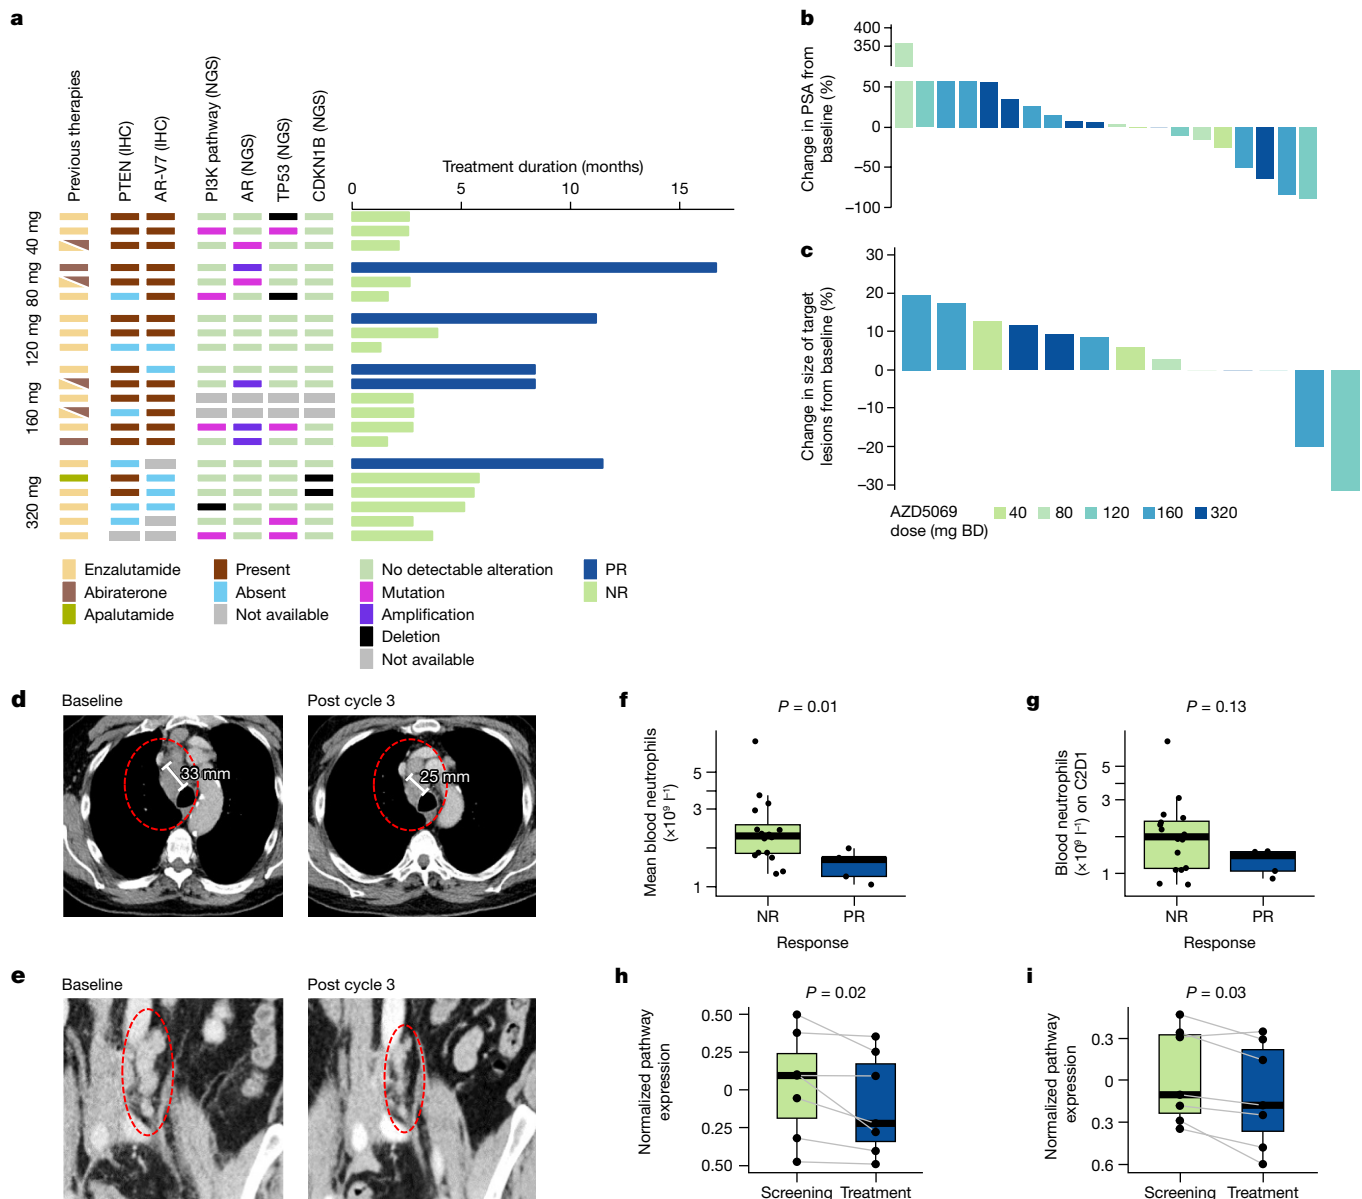 a
Previous therapies
PTEN (IHC)
AR-V7 (IHC)
PI3K pathway (NGS)
AR (NGS)
TP53 (NGS)
CDKN1B (NGS)
Treatment duration (months)
0 5 10 15
40 mg
80 mg
120 mg
160 mg
320 mg
Enzalutamide
Abiraterone
Apalutamide
Present
Absent
Not available
No detectable alteration
Mutation
Amplification
Deletion
Not available
PR
NR
b
Change in PSA from
baseline (%)
400
350
50
0
−50
−100
c
Change in size of target
lesions from baseline (%)
30
20
10
0
−10
−20
−30
AZD5069
dose (mg BD)
40 80 120 160 320
d
Baseline
33 mm
Post cycle 3
25 mm
e
Baseline
Post cycle 3
f
P = 0.01
Mean blood neutrophils
(×10⁹ l⁻¹)
5
3
1
NR PR
Response
g
P = 0.13
Blood neutrophils
(×10⁹ l⁻¹) on C2D1
5
3
1
NR PR
Response
h
P = 0.02
Normalized pathway
expression
0.50
0.25
0
0.25
0.50
Screening Treatment
i
P = 0.03
Normalized pathway
expression
0.3
0
0.3
0.6
Screening Treatment